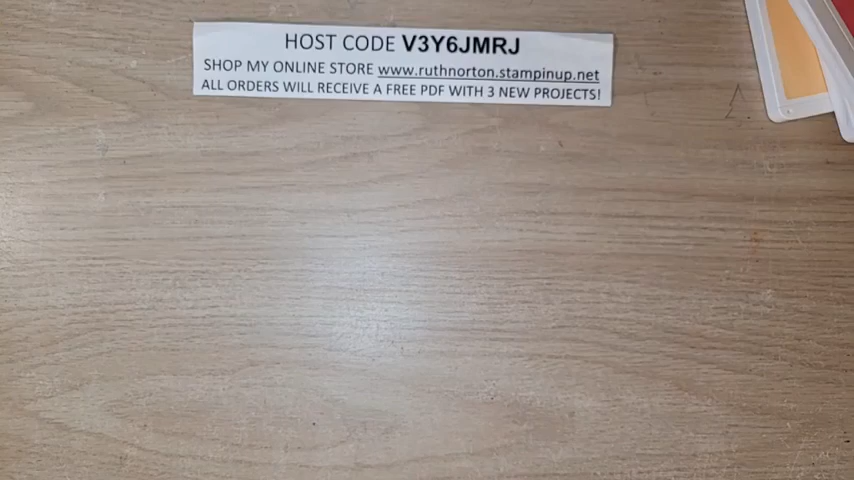 HOST CODE V3Y6JMRJ
SHOP MY ONLINE STORE www.ruthnorton.stampinup.net
ALL ORDERS WILL RECEIVE A FREE PDF WITH 3 NEW PROJECTS!